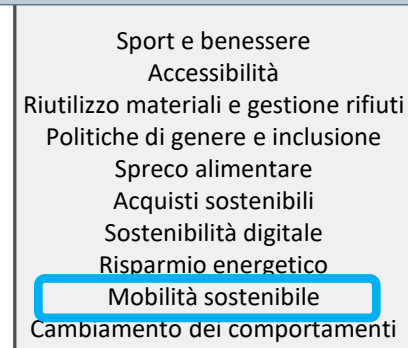 Sport e benessere
Accessibilità
Riutilizzo materiali e gestione rifiuti
Politiche di genere e inclusione
Spreco alimentare
Acquisti sostenibili
Sostenibilità digitale
Risparmio energetico
Mobilità sostenibile
Cambiamento dei comportamenti